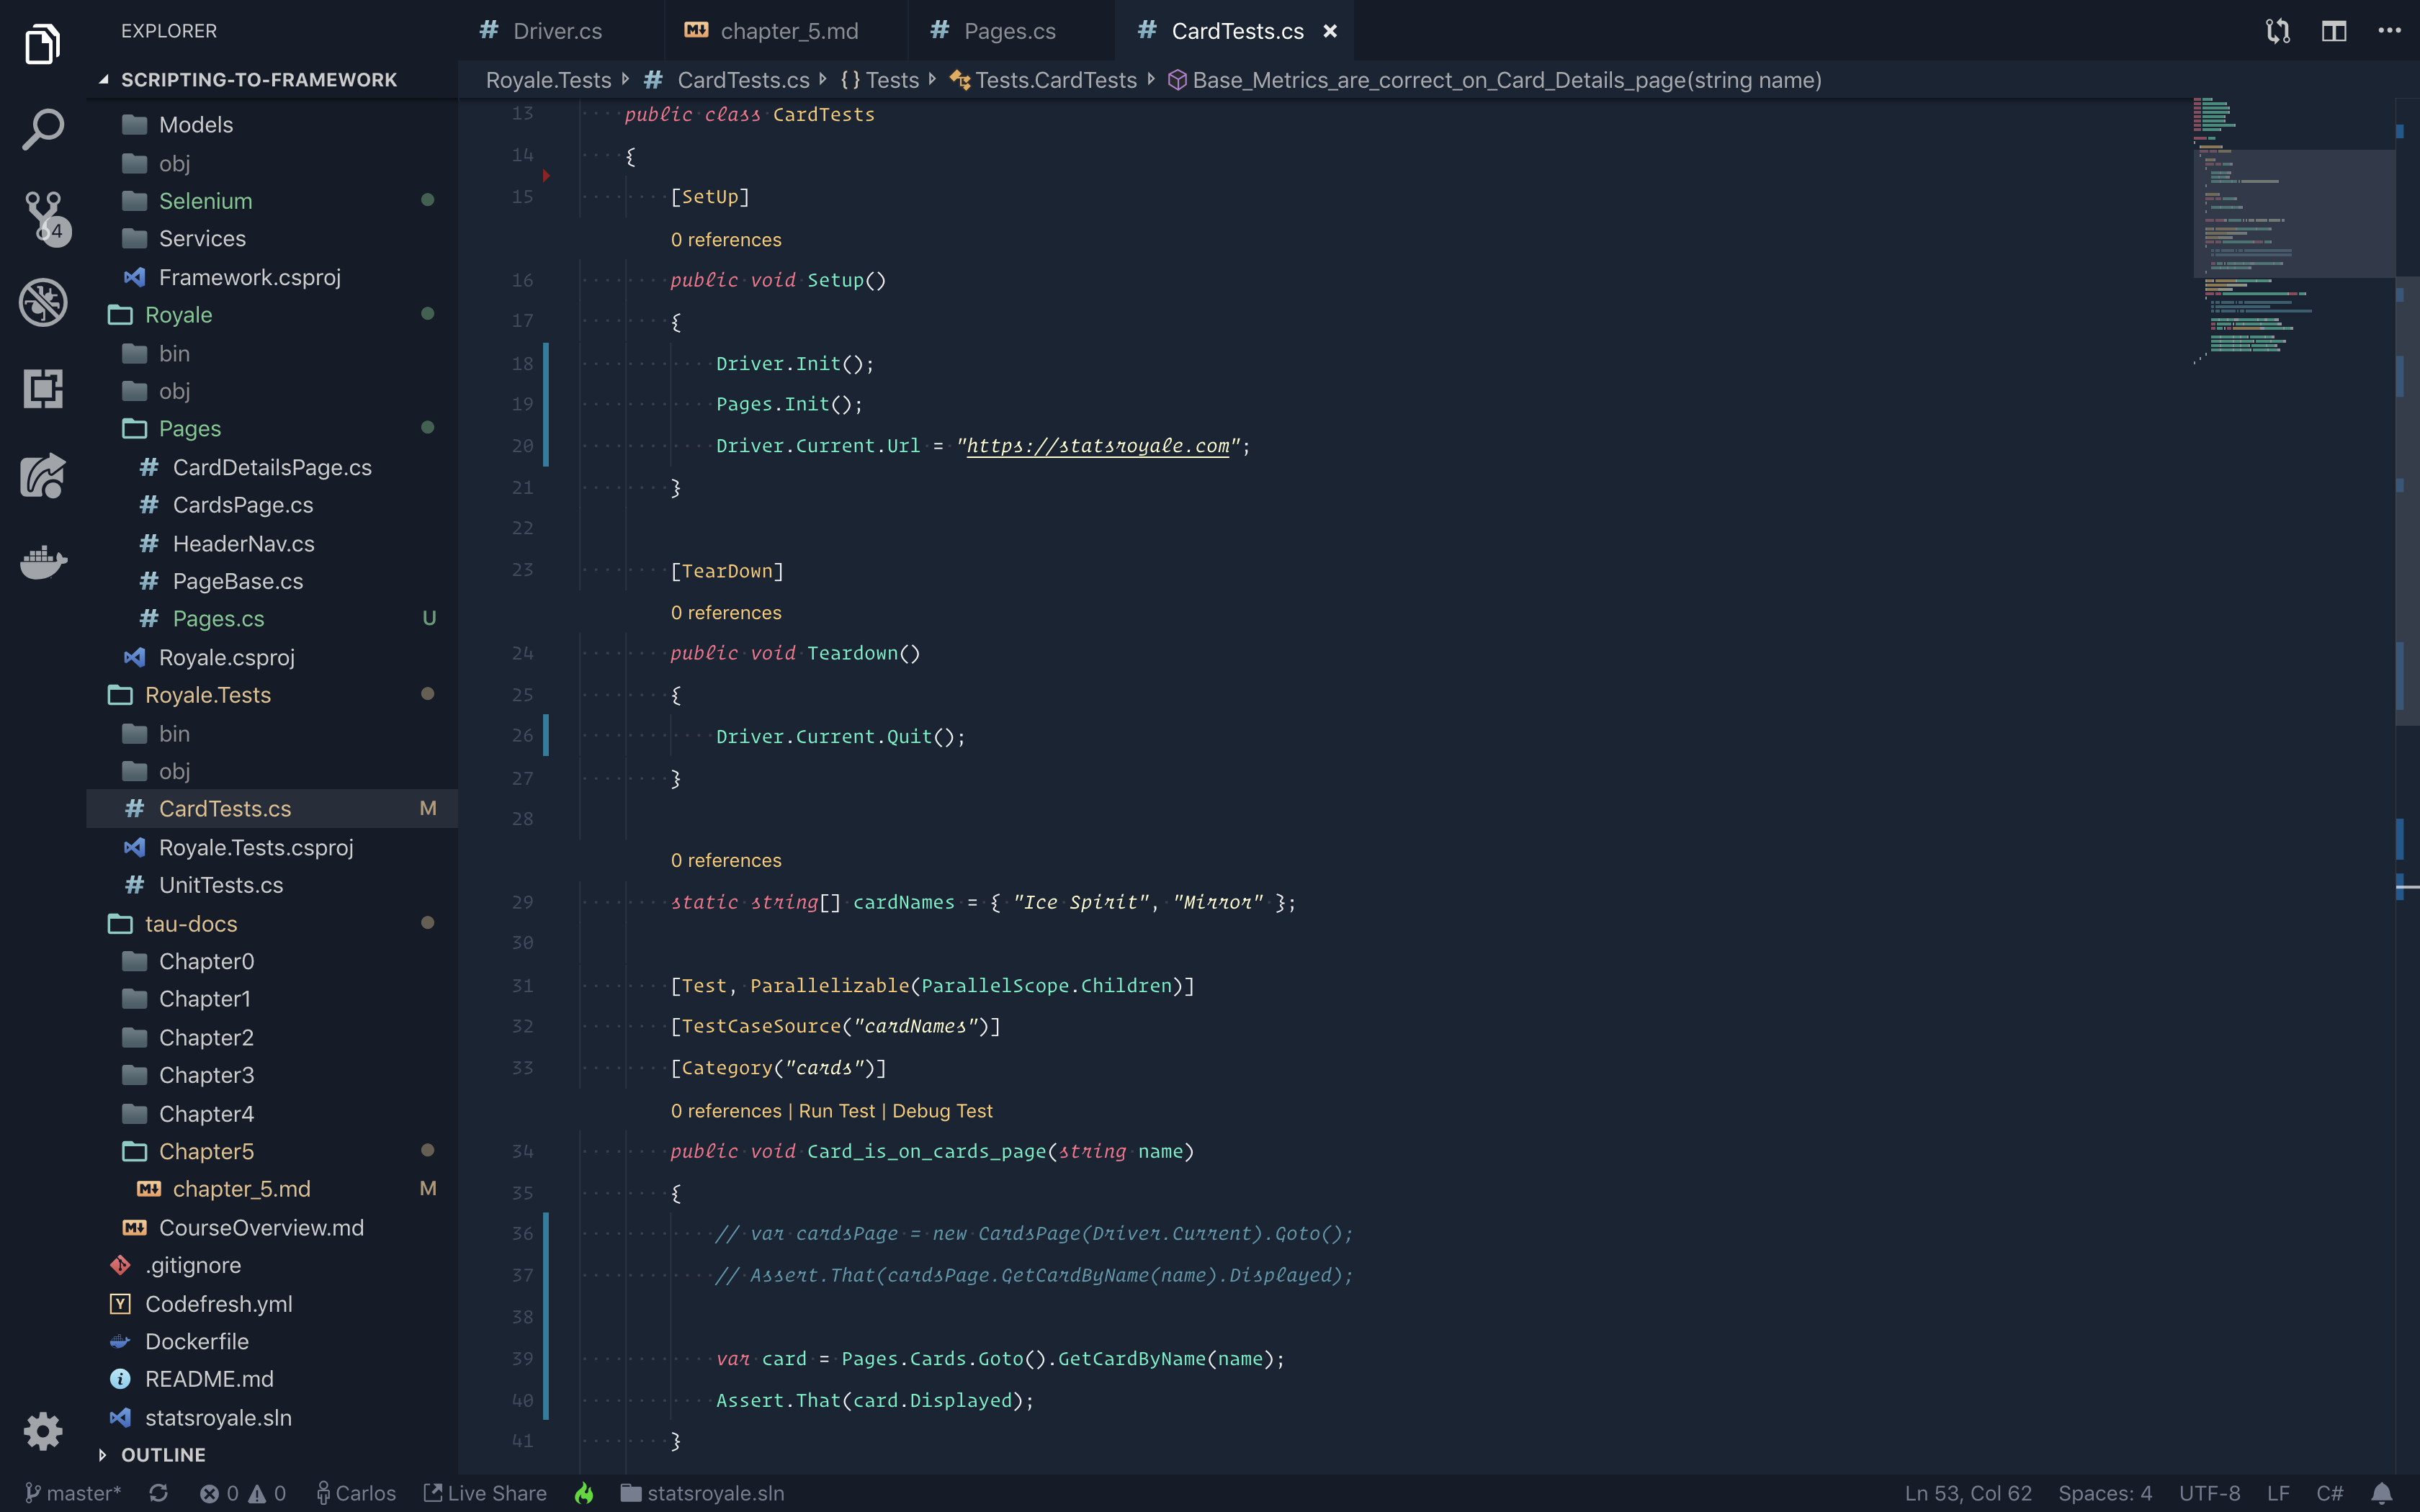 EXPLORER
SCRIPTING-TO-FRAMEWORK
Models
obj
Selenium
Services
Framework.csproj
Royale
bin
obj
Pages
CardDetailsPage.cs
CardsPage.cs
HeaderNav.cs
PageBase.cs
Pages.cs U
Royale.csproj
Royale.Tests
bin
obj
CardTests.cs M
Royale.Tests.csproj
UnitTests.cs
tau-docs
Chapter0
Chapter1
Chapter2
Chapter3
Chapter4
Chapter5
chapter_5.md M
CourseOverview.md
.gitignore
Codefresh.yml
Dockerfile
README.md
statsroyale.sln
OUTLINE
4
# Driver.cs chapter_5.md # Pages.cs # CardTests.cs ×
Royale.Tests # CardTests.cs {} Tests Tests.CardTests Base_Metrics_are_correct_on_Card_Details_page(string name)
13 public class CardTests
14 {
15 [SetUp]
0 references
16 public void Setup()
17 {
18 Driver.Init();
19 Pages.Init();
20 Driver.Current.Url = "https://statsroyale.com";
21 }
22
23 [TearDown]
0 references
24 public void Teardown()
25 {
26 Driver.Current.Quit();
27 }
28
0 references
29 static string[] cardNames = { "Ice Spirit", "Mirror" };
30
31 [Test, Parallelizable(ParallelScope.Children)]
32 [TestCaseSource("cardNames")]
33 [Category("cards")]
0 references | Run Test | Debug Test
34 public void Card_is_on_cards_page(string name)
35 {
36 // var cardsPage = new CardsPage(Driver.Current).Goto();
37 // Assert.That(cardsPage.GetCardByName(name).Displayed);
38
39 var card = Pages.Cards.Goto().GetCardByName(name);
40 Assert.That(card.Displayed);
41 }
master* 0 0 Carlos Live Share statsroyale.sln Ln 53, Col 62 Spaces: 4 UTF-8 LF C#